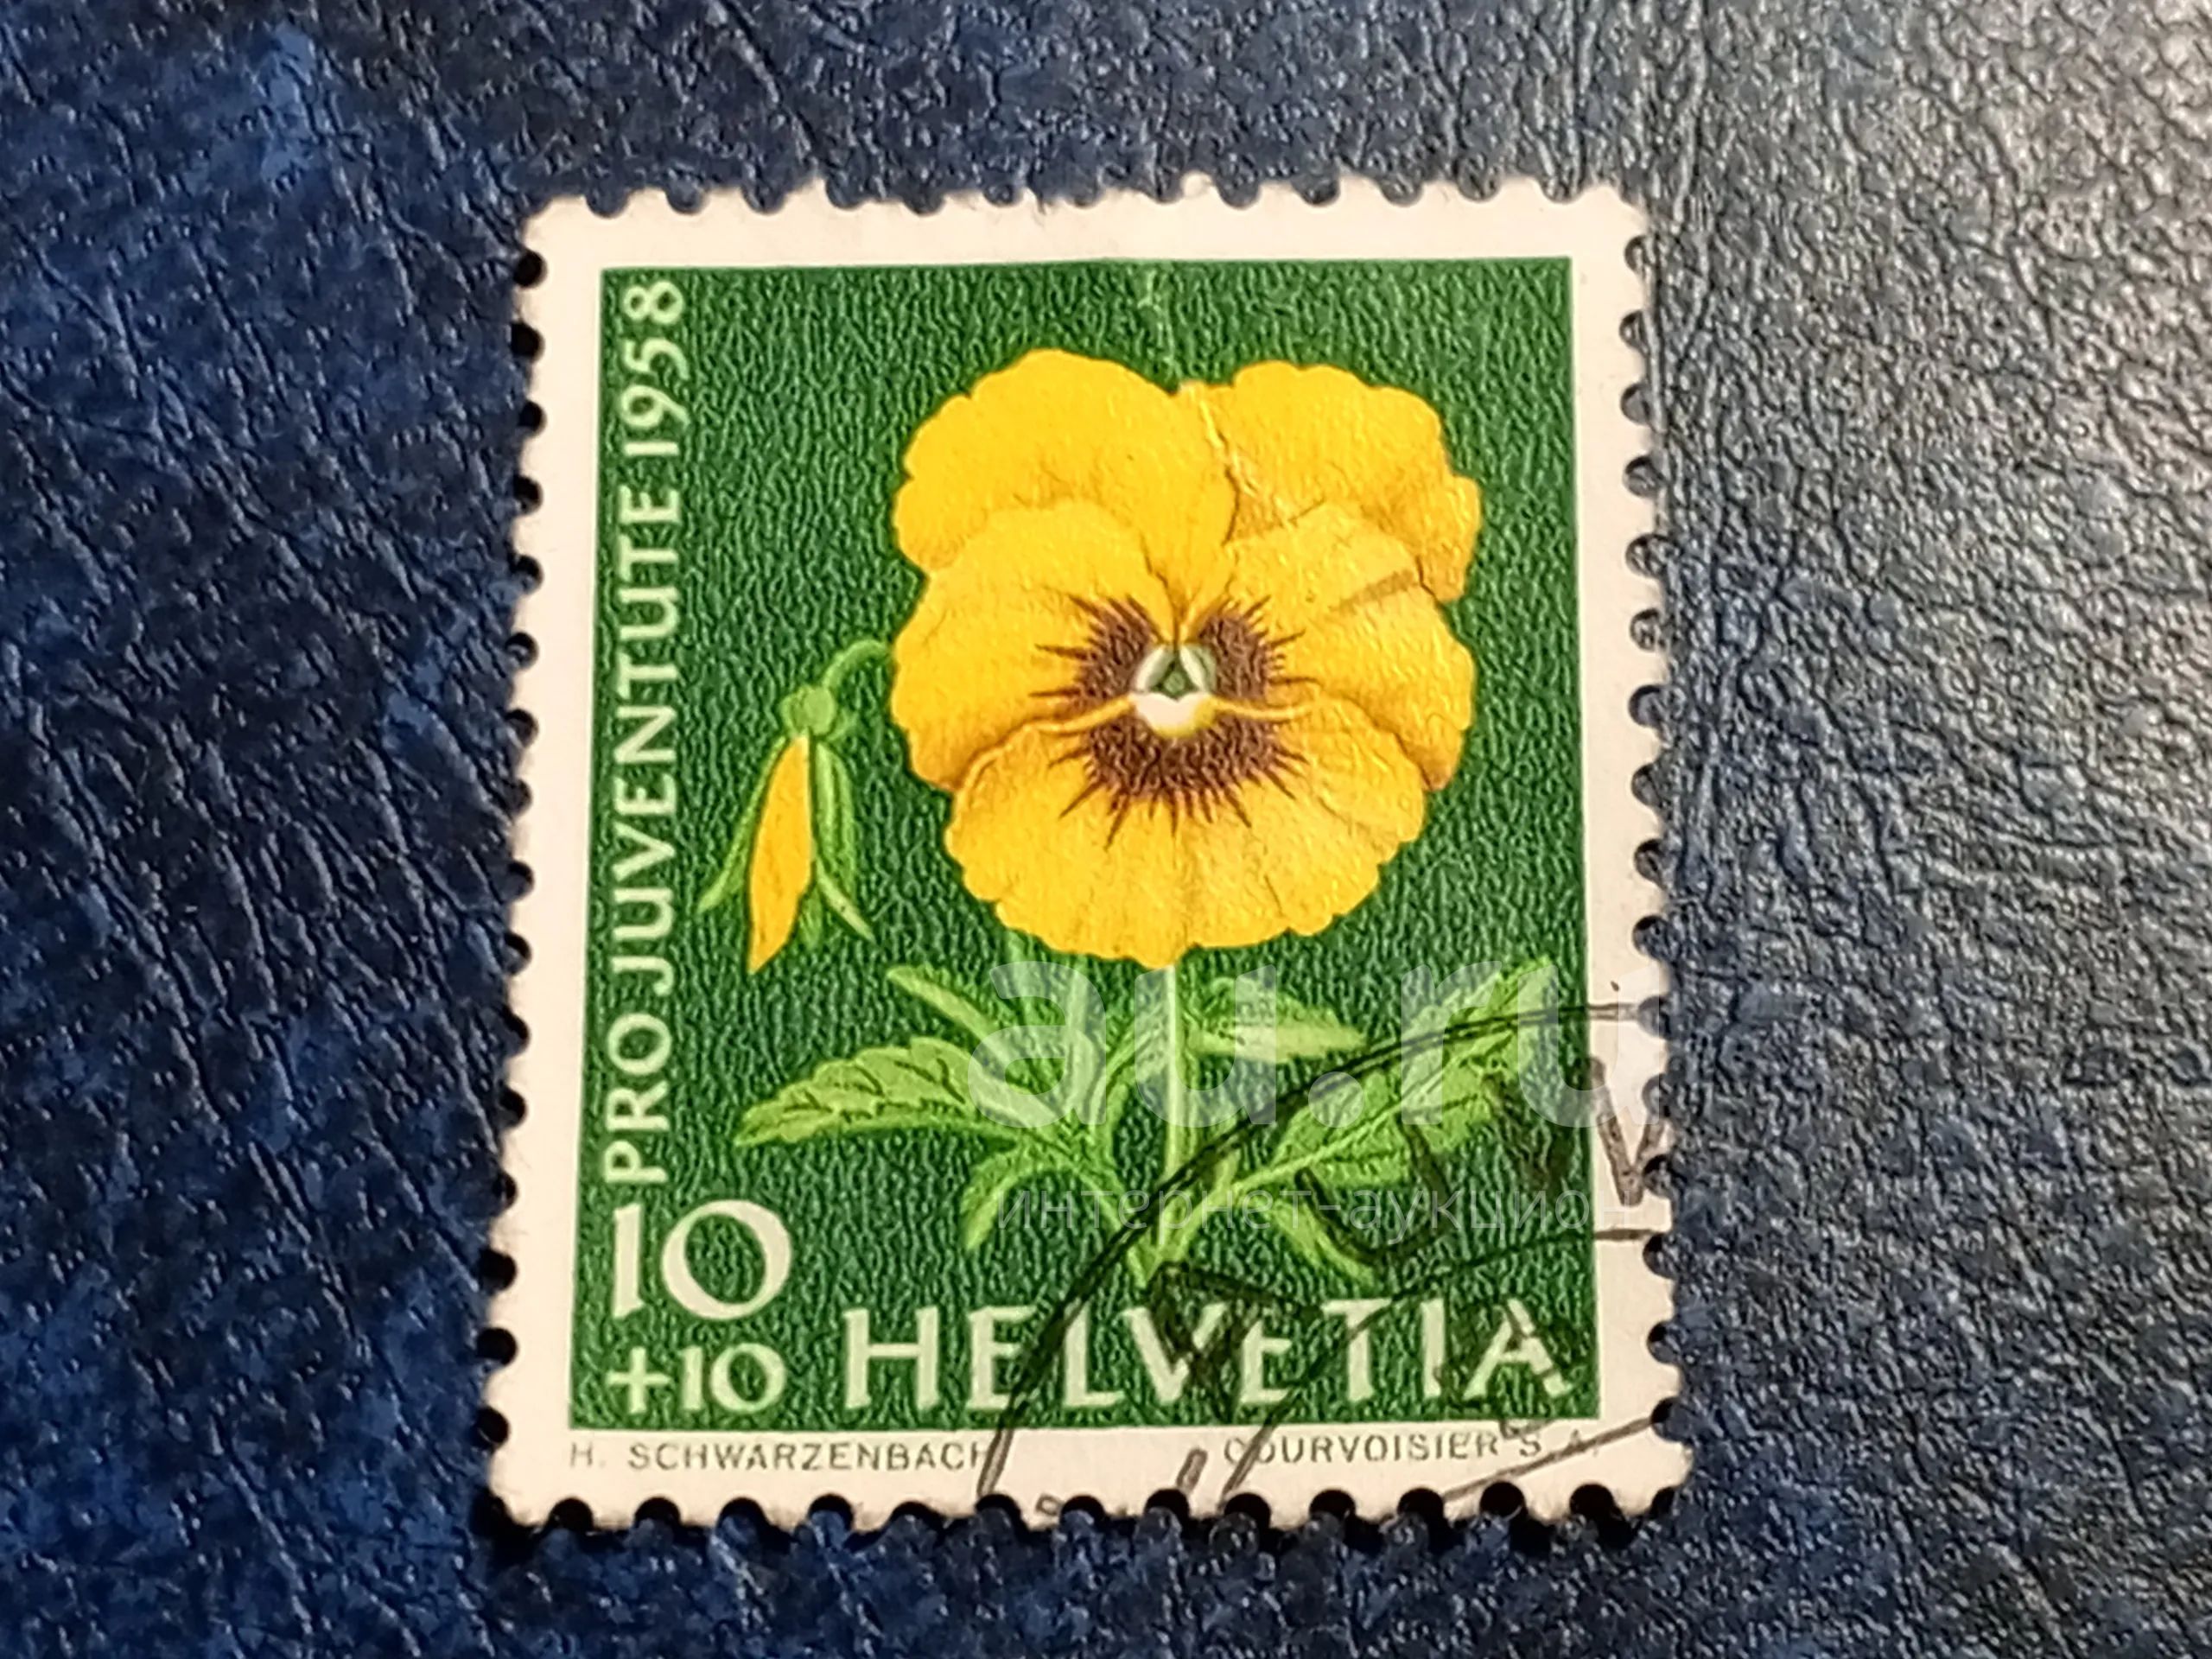 PRO JUVENTUTE 1958
10
+10 HELVETIA
H. SCHWARZENBACH COURVOISIER S. A.
au.ru
интернет-аукцион